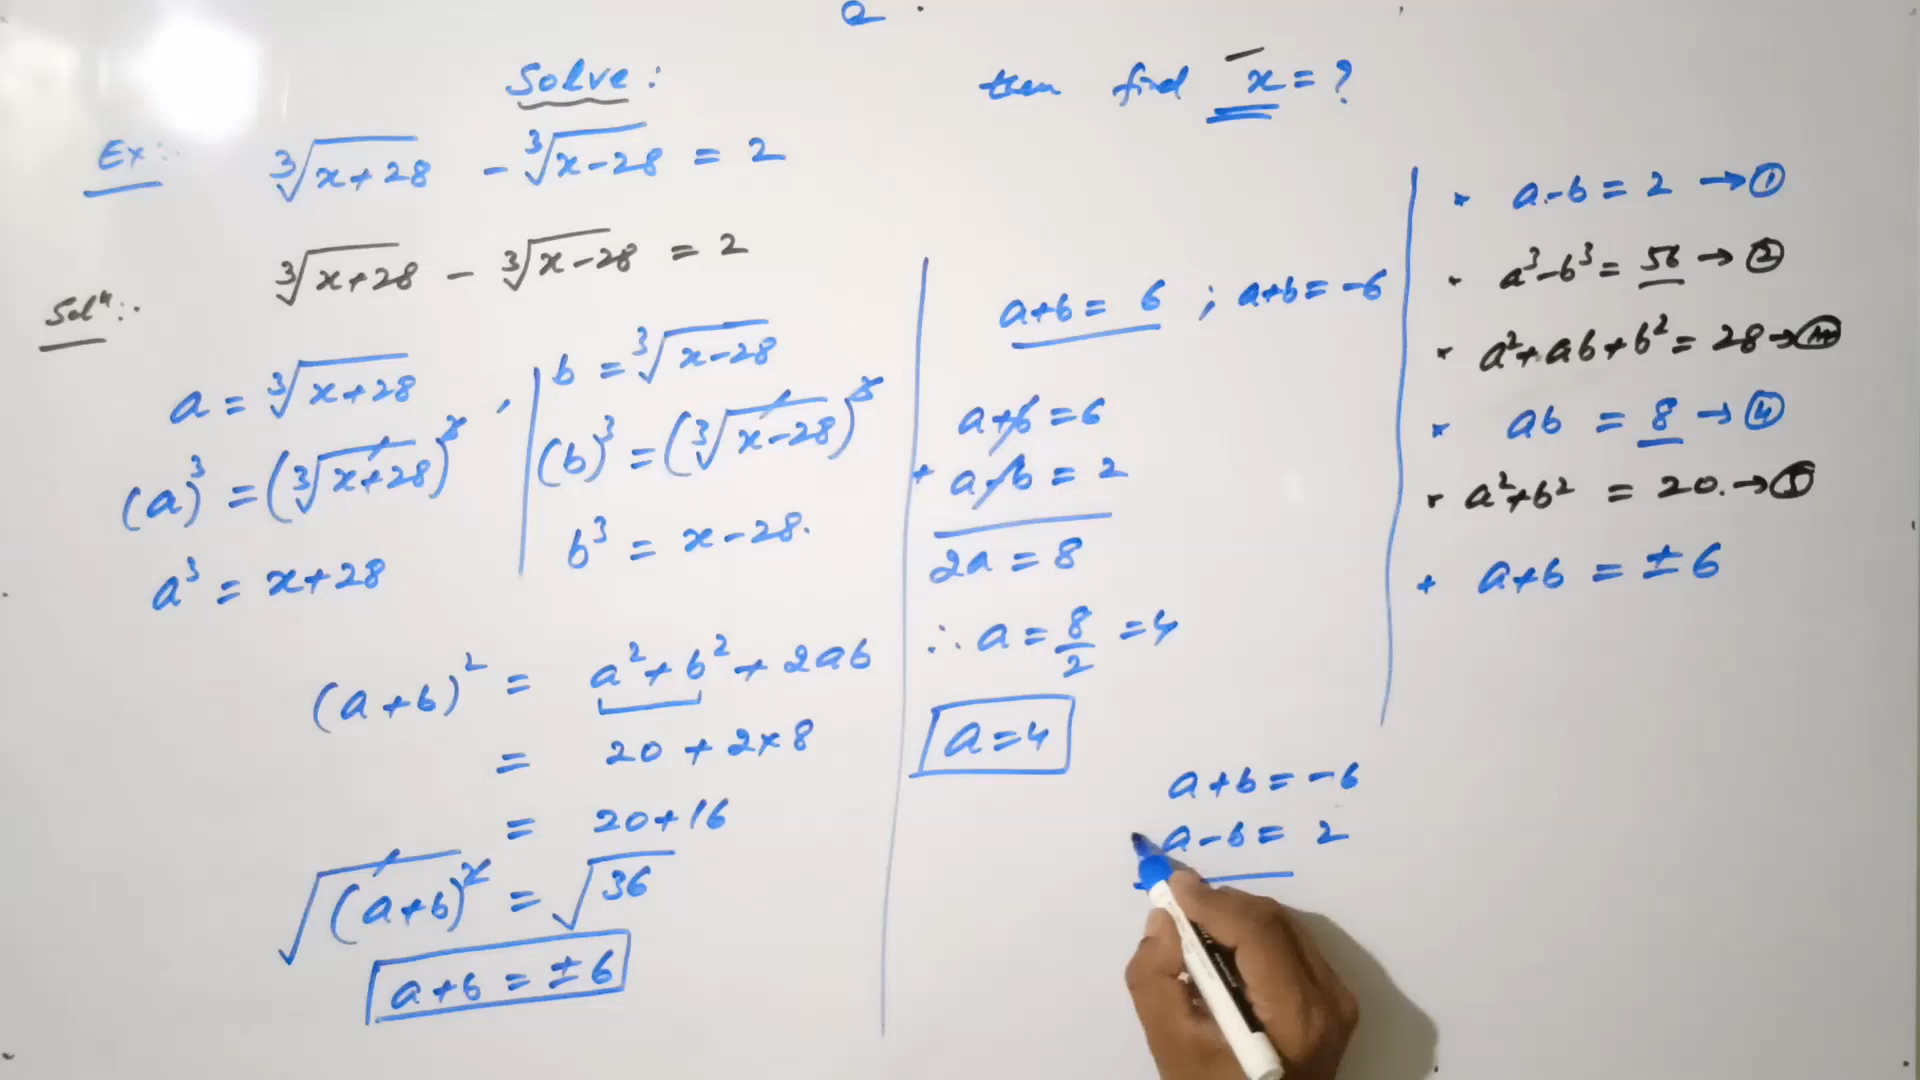 Q
Solve: then find x = ?
Ex:- ∛(x+28) - ∛(x-28) = 2
Solⁿ:- ∛(x+28) - ∛(x-28) = 2
a = ∛(x+28) ,
(a)³ = (∛(x+28))³
a³ = x+28
b = ∛(x-28)
(b)³ = (∛(x-28))³
b³ = x-28.
(a+b)² = a²+b²+2ab
= 20 + 2×8
= 20+16
√(a+b)² = √36
a+b = ±6
a+b = 6 ; a+b = -6
a+b = 6
+ a-b = 2
2a = 8
∴ a = 8/2 = 4
a = 4
a+b = -6
a-b = 2
* a-b = 2 → ①
* a³-b³ = 56 → ②
* a²+ab+b² = 28 →
* ab = 8 → ④
* a²+b² = 20. → ⑤
* a+b = ±6